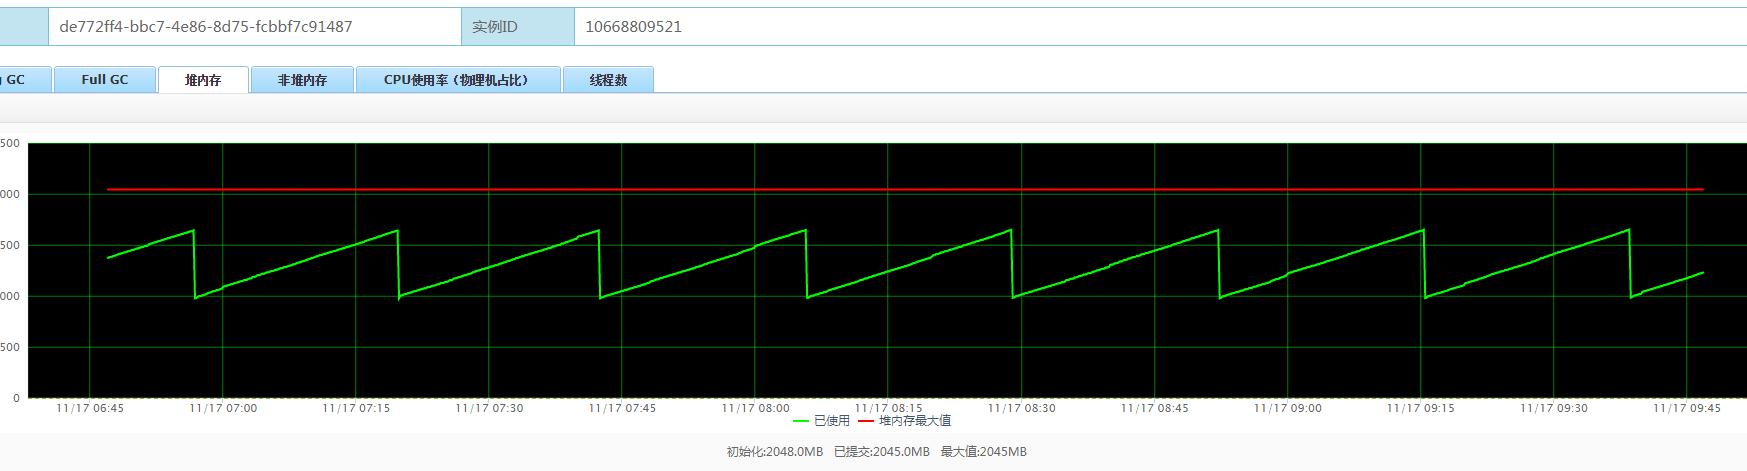 de772ff4-bbc7-4e86-8d75-fcbbf7c91487 实例ID 10668809521
GC Full GC 堆内存 非堆内存 CPU使用率（物理机占比） 线程数
500
000
500
000
500
0
11/17 06:45 11/17 07:00 11/17 07:15 11/17 07:30 11/17 07:45 11/17 08:00 11/17 08:15 11/17 08:30 11/17 08:45 11/17 09:00 11/17 09:15 11/17 09:30 11/17 09:45
已使用 堆内存最大值
初始化:2048.0MB 已提交:2045.0MB 最大值:2045MB